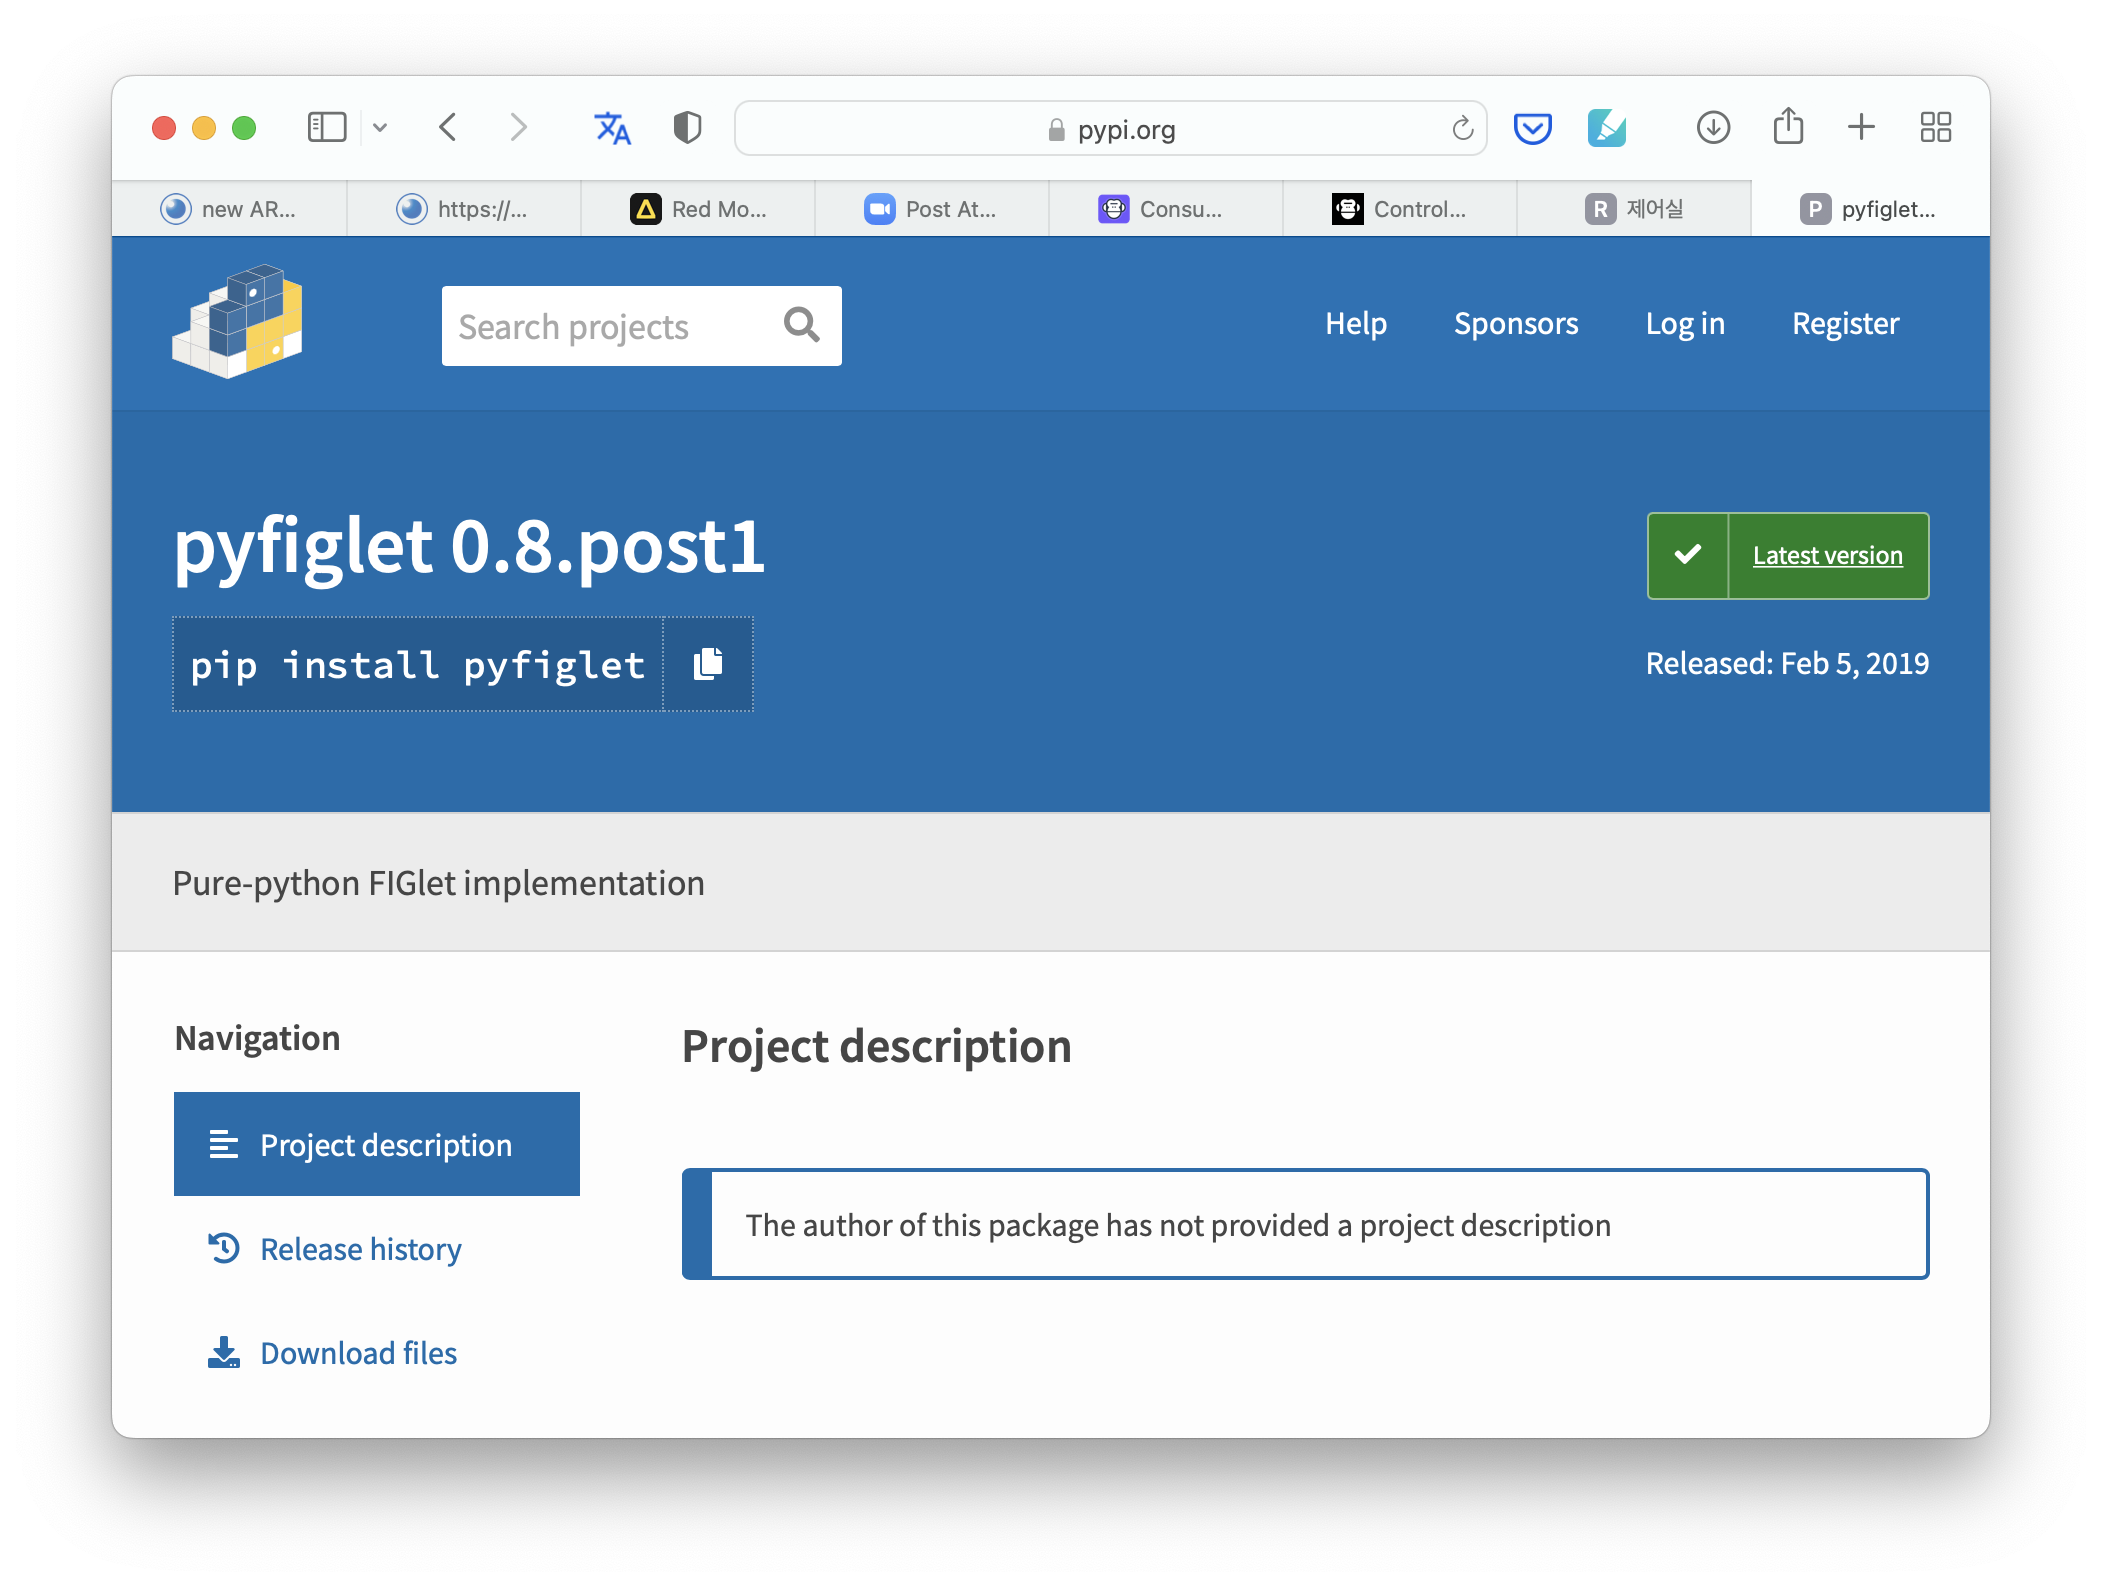 pypi.org
new AR...
https://...
Red Mo...
Post At...
Consu...
Control...
R 제어실
P pyfiglet...
Search projects
Help
Sponsors
Log in
Register
pyfiglet 0.8.post1
Latest version
pip install pyfiglet
Released: Feb 5, 2019
Pure-python FIGlet implementation
Navigation
Project description
Release history
Download files
Project description
The author of this package has not provided a project description